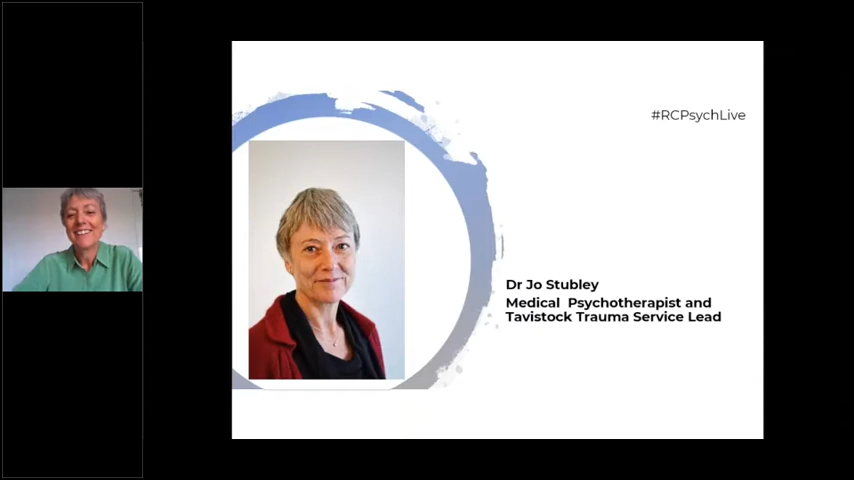 #RCPsychLive
Dr Jo Stubley
Medical Psychotherapist and
Tavistock Trauma Service Lead